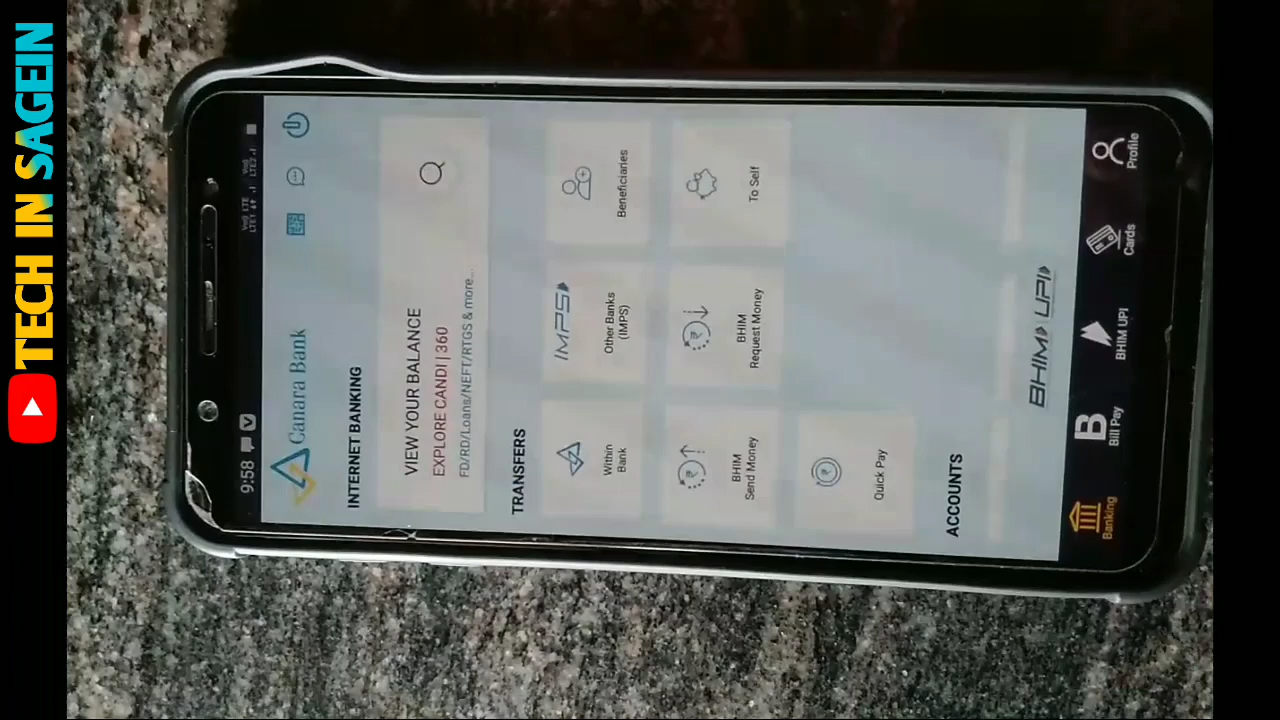 TECH IN SAGEIN
9:58
Canara Bank
INTERNET BANKING
VIEW YOUR BALANCE
EXPLORE CANDI | 360
FD/RD/Loans/NEFT/RTGS & more...
TRANSFERS
Within
Bank
IMPS
Other Banks
(IMPS)
Beneficiaries
BHIM
Send Money
BHIM
Request Money
To Self
Quick Pay
ACCOUNTS
BHIM UPI
Banking
B
Bill Pay
BHIM UPI
Cards
Profile